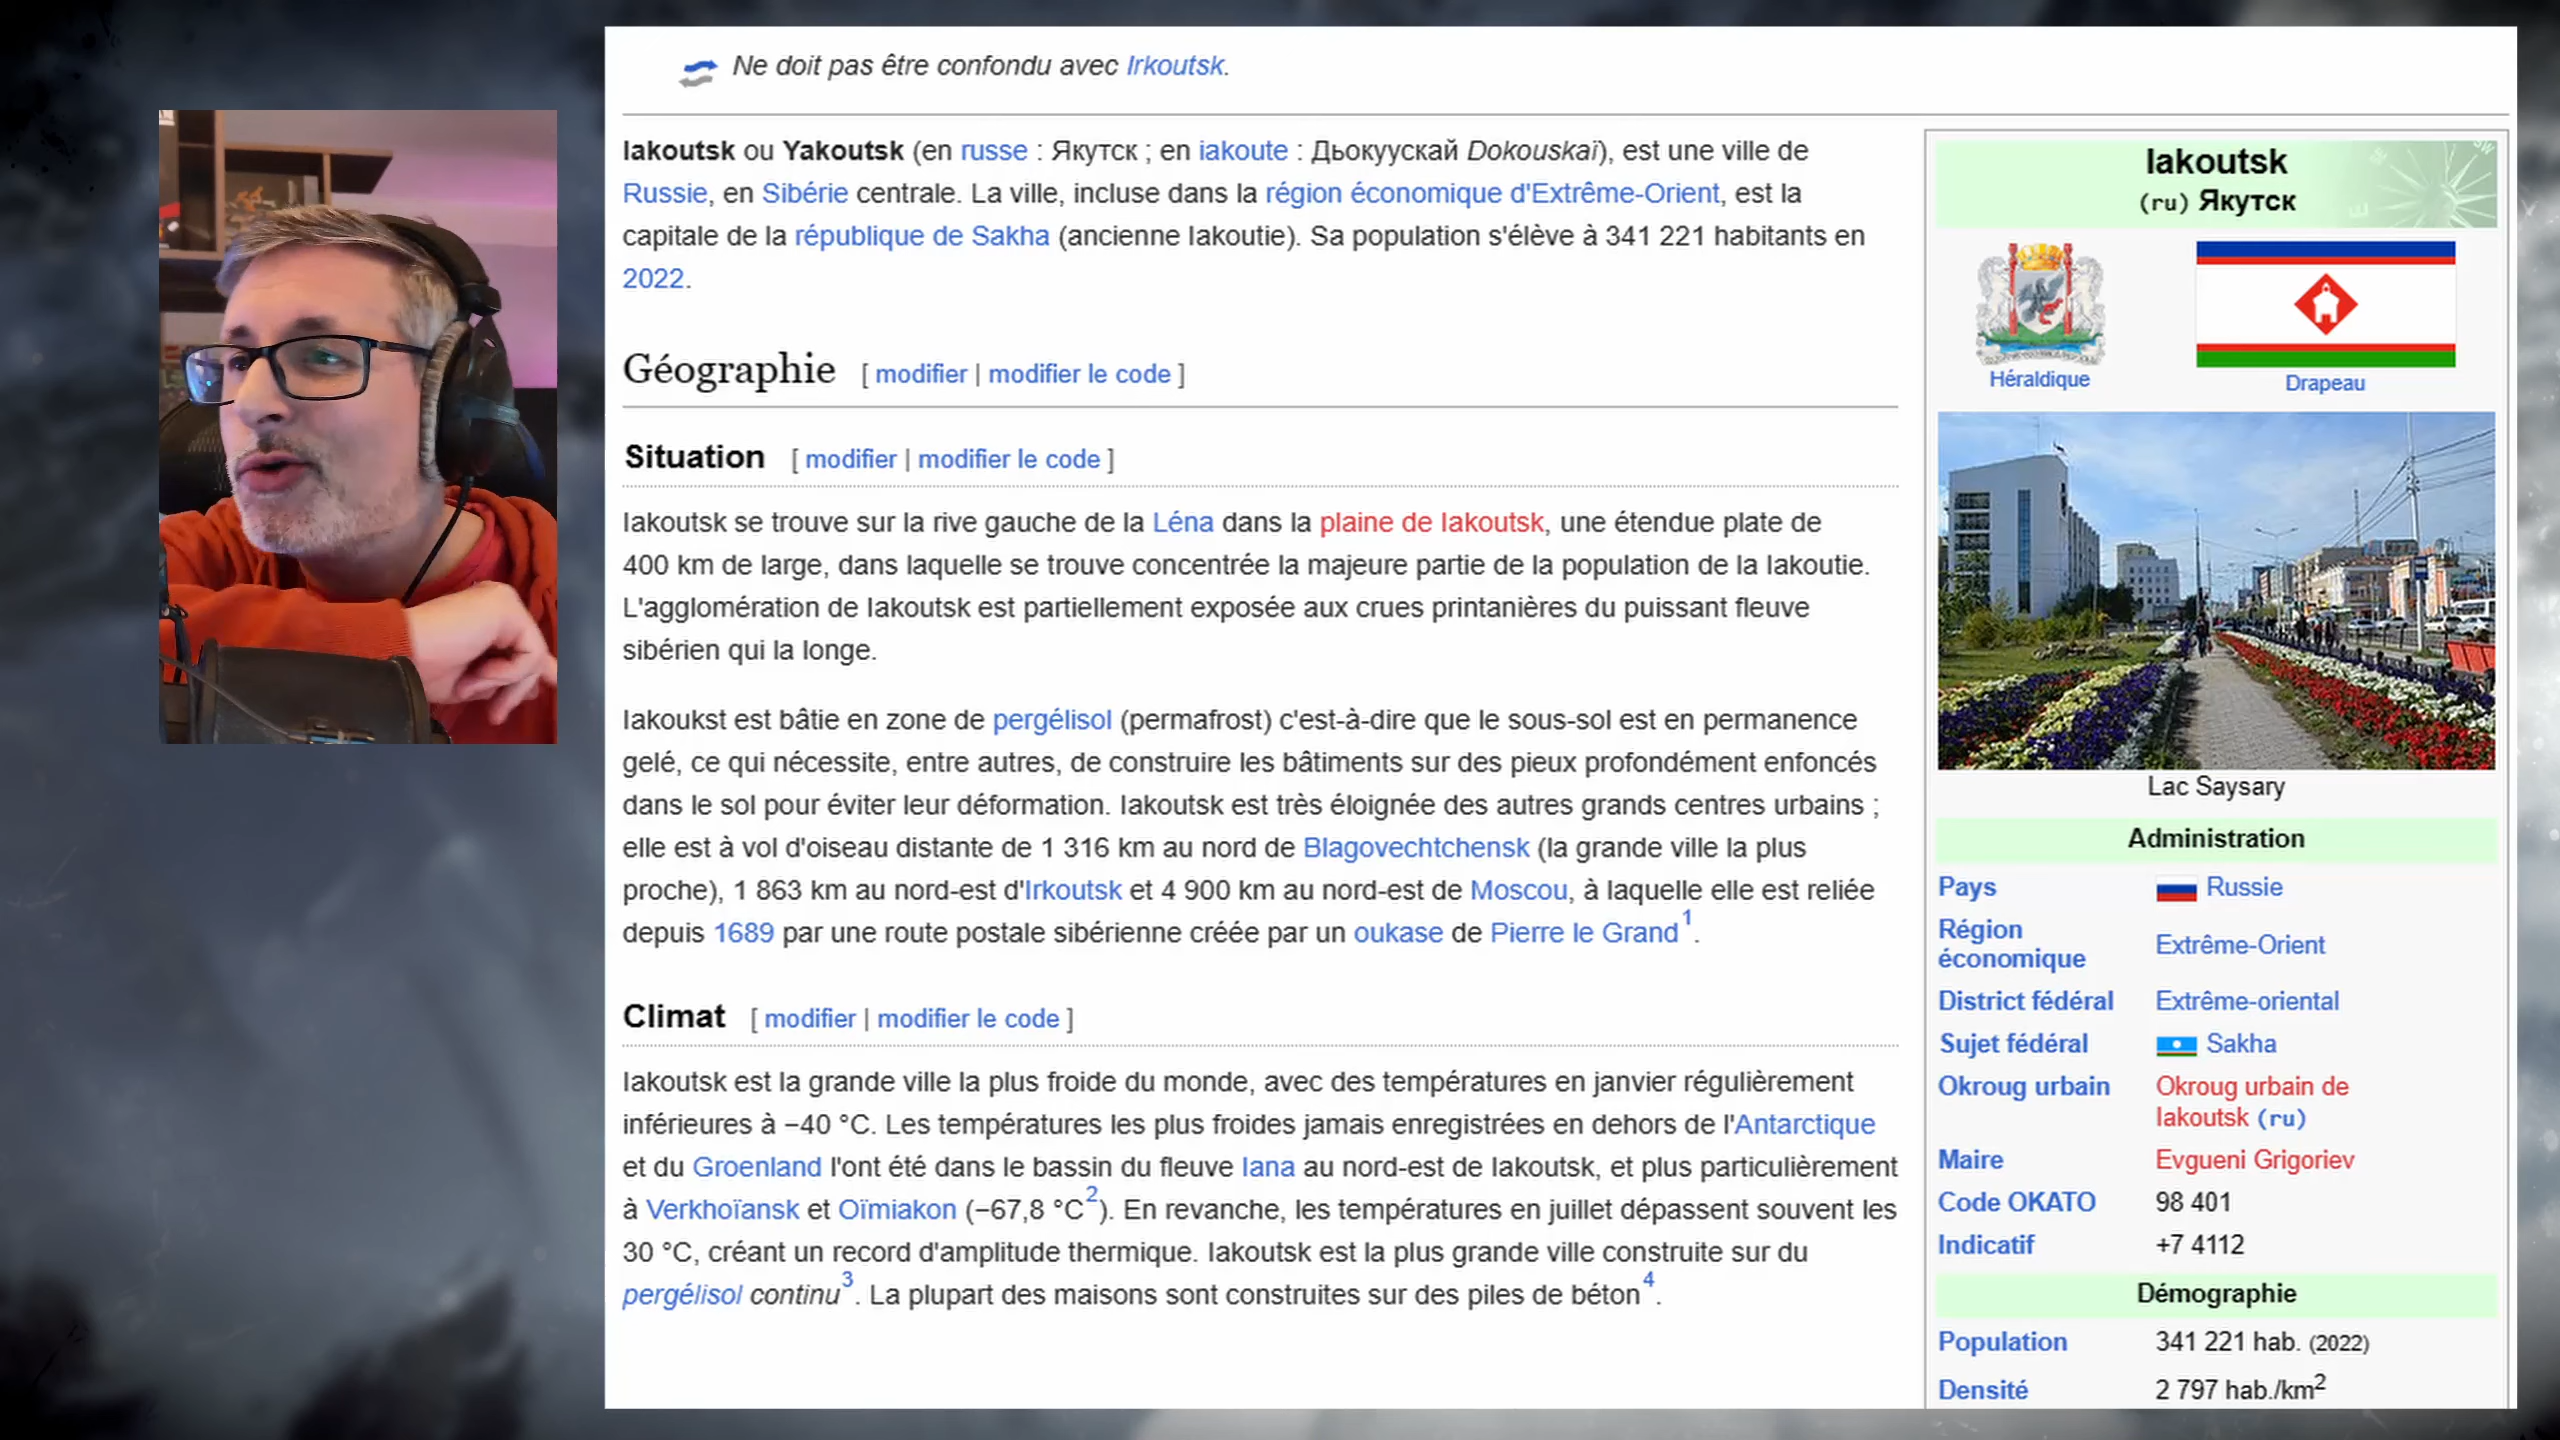 Ne doit pas être confondu avec Irkoutsk.
Iakoutsk ou Yakoutsk (en russe : Якутск ; en iakoute : Дьокуускай Dokouskaï), est une ville de
Russie, en Sibérie centrale. La ville, incluse dans la région économique d'Extrême-Orient, est la
capitale de la république de Sakha (ancienne Iakoutie). Sa population s'élève à 341 221 habitants en
2022.
Géographie [ modifier | modifier le code ]
Situation [ modifier | modifier le code ]
Iakoutsk se trouve sur la rive gauche de la Léna dans la plaine de Iakoutsk, une étendue plate de
400 km de large, dans laquelle se trouve concentrée la majeure partie de la population de la Iakoutie.
L'agglomération de Iakoutsk est partiellement exposée aux crues printanières du puissant fleuve
sibérien qui la longe.
Iakoukst est bâtie en zone de pergélisol (permafrost) c'est-à-dire que le sous-sol est en permanence
gelé, ce qui nécessite, entre autres, de construire les bâtiments sur des pieux profondément enfoncés
dans le sol pour éviter leur déformation. Iakoutsk est très éloignée des autres grands centres urbains ;
elle est à vol d'oiseau distante de 1 316 km au nord de Blagovechtchensk (la grande ville la plus
proche), 1 863 km au nord-est d'Irkoutsk et 4 900 km au nord-est de Moscou, à laquelle elle est reliée
depuis 1689 par une route postale sibérienne créée par un oukase de Pierre le Grand1.
Climat [ modifier | modifier le code ]
Iakoutsk est la grande ville la plus froide du monde, avec des températures en janvier régulièrement
inférieures à −40 °C. Les températures les plus froides jamais enregistrées en dehors de l'Antarctique
et du Groenland l'ont été dans le bassin du fleuve Iana au nord-est de Iakoutsk, et plus particulièrement
à Verkhoïansk et Oïmiakon (−67,8 °C2). En revanche, les températures en juillet dépassent souvent les
30 °C, créant un record d'amplitude thermique. Iakoutsk est la plus grande ville construite sur du
pergélisol continu3. La plupart des maisons sont construites sur des piles de béton4.
Iakoutsk
(ru) Якутск
Héraldique
Drapeau
Lac Saysary
Administration
Pays Russie
Région
économique Extrême-Orient
District fédéral Extrême-oriental
Sujet fédéral Sakha
Okroug urbain Okroug urbain de
Iakoutsk (ru)
Maire Evgueni Grigoriev
Code OKATO 98 401
Indicatif +7 4112
Démographie
Population 341 221 hab. (2022)
Densité 2 797 hab./km2